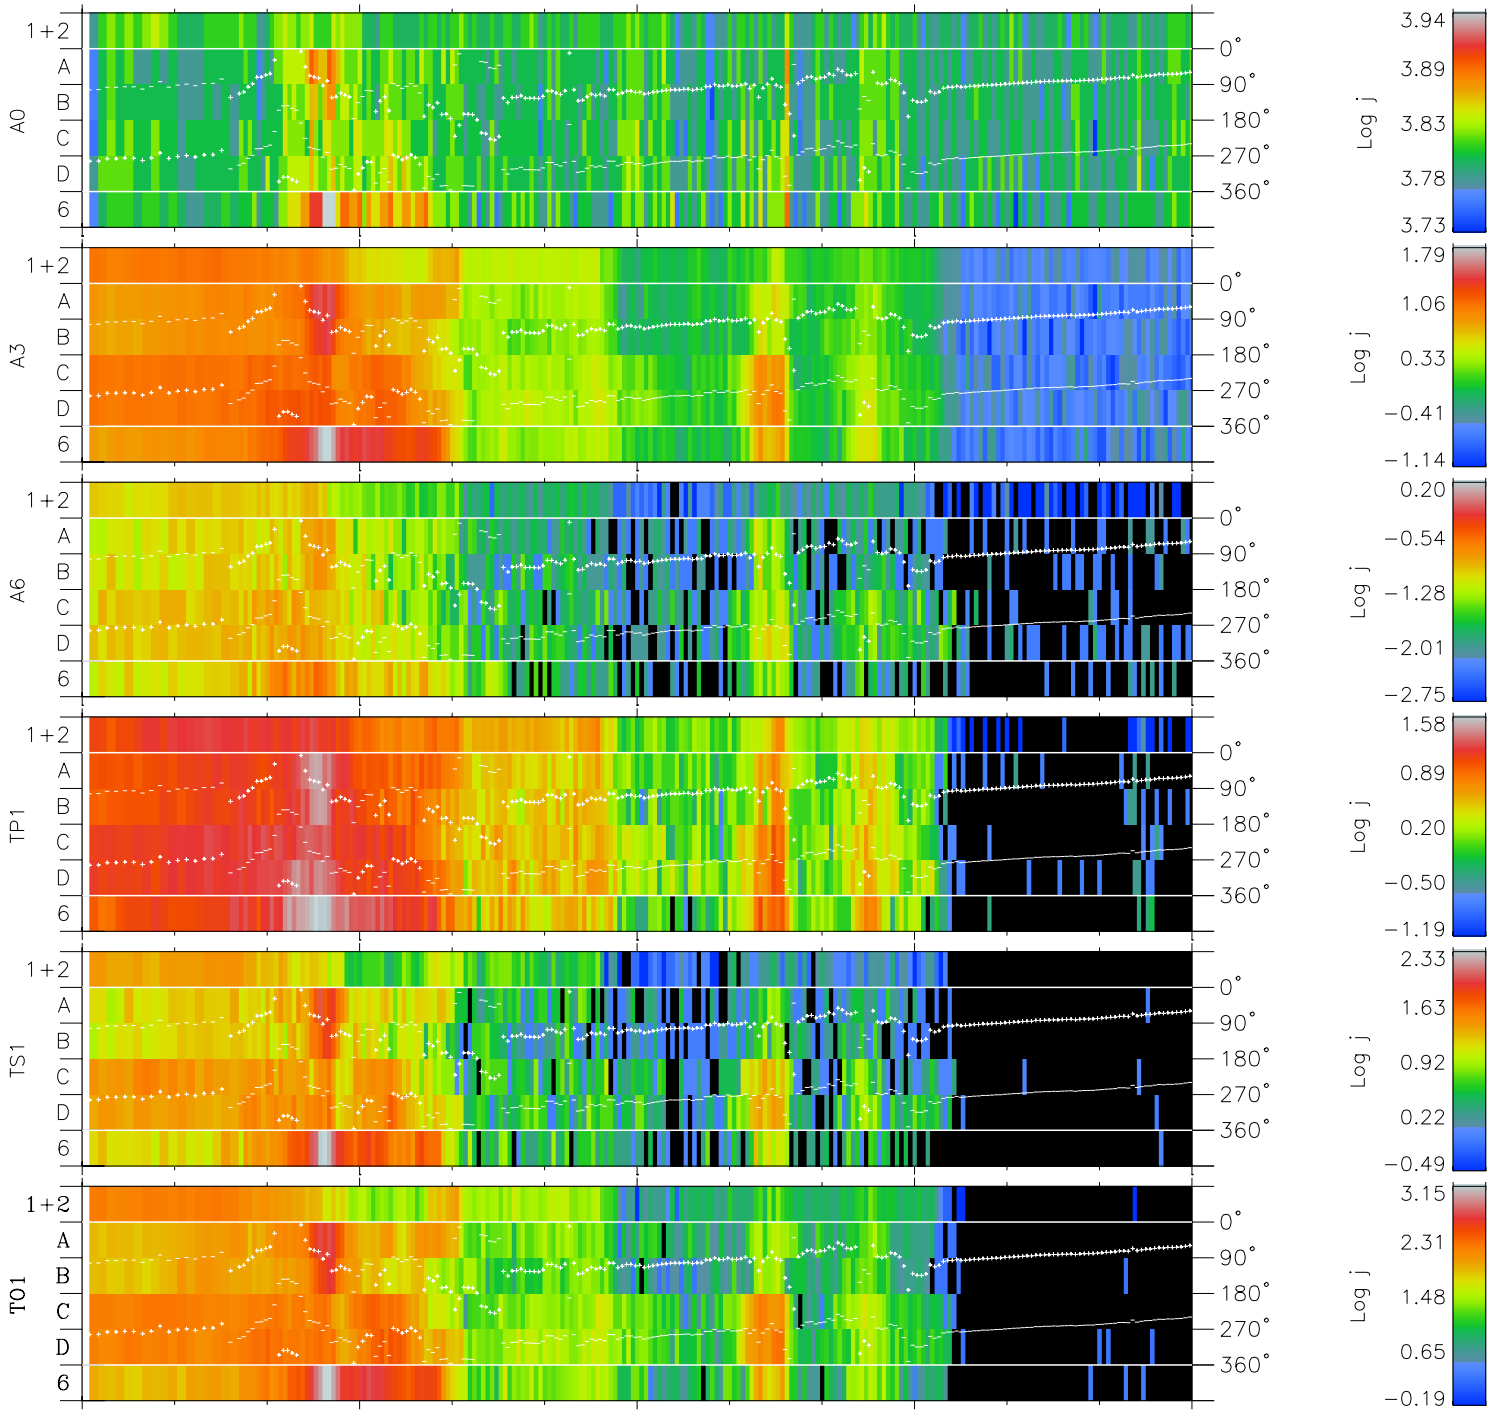 A0
1+2
A
B
C
D
6
0°
90°
180°
270°
360°
Log j
3.94
3.89
3.83
3.78
3.73
A3
1+2
A
B
C
D
6
0°
90°
180°
270°
360°
Log j
1.79
1.06
0.33
−0.41
−1.14
A6
1+2
A
B
C
D
6
0°
90°
180°
270°
360°
Log j
0.20
−0.54
−1.28
−2.01
−2.75
TP1
1+2
A
B
C
D
6
0°
90°
180°
270°
360°
Log j
1.58
0.89
0.20
−0.50
−1.19
TS1
1+2
A
B
C
D
6
0°
90°
180°
270°
360°
Log j
2.33
1.63
0.92
0.22
−0.49
TO1
1+2
A
B
C
D
6
0°
90°
180°
270°
360°
Log j
3.15
2.31
1.48
0.65
−0.19